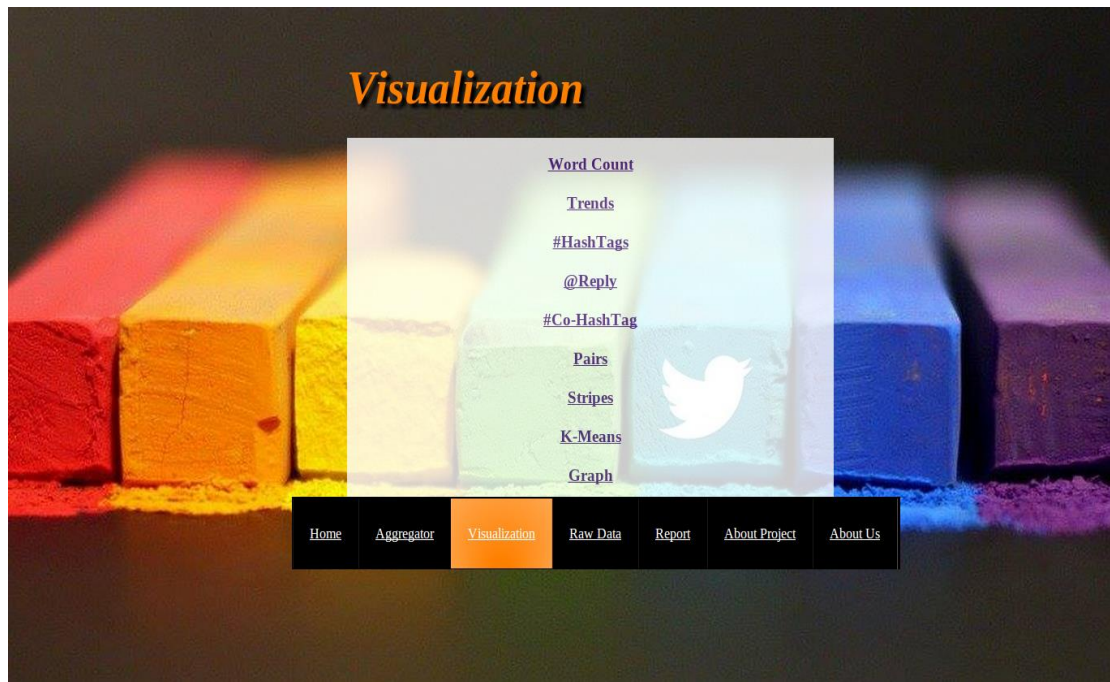 Visualization
Word Count
Trends
#HashTags
@Reply
#Co-HashTag
Pairs
Stripes
K-Means
Graph
Home Aggregator Visualization Raw Data Report About Project About Us